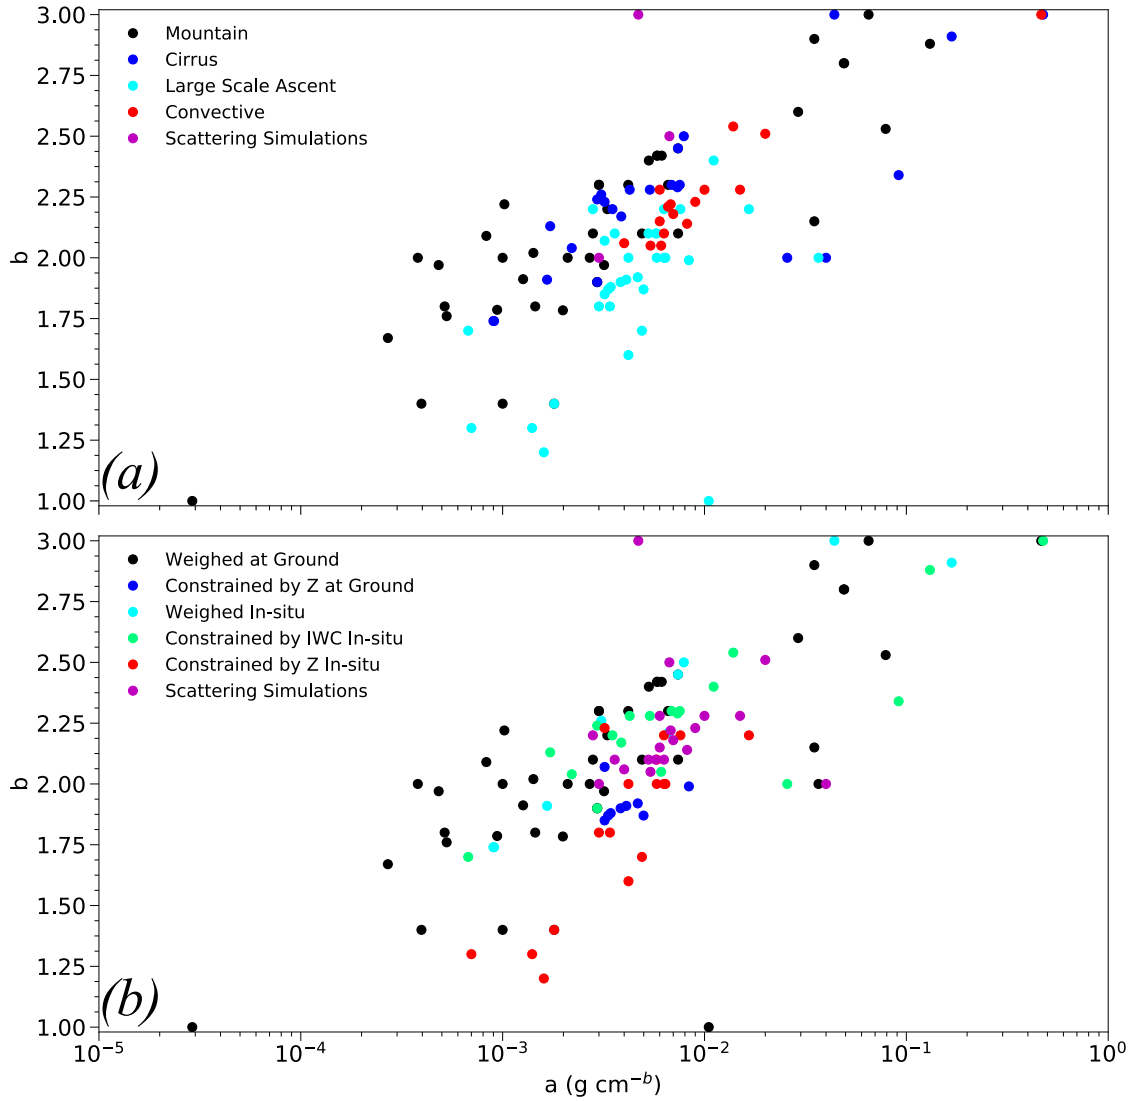 3.00
2.75
2.50
2.25
2.00
1.75
1.50
1.25
1.00
b
Mountain
Cirrus
Large Scale Ascent
Convective
Scattering Simulations
(a)
3.00
2.75
2.50
2.25
2.00
1.75
1.50
1.25
1.00
b
Weighed at Ground
Constrained by Z at Ground
Weighed In-situ
Constrained by IWC In-situ
Constrained by Z In-situ
Scattering Simulations
(b)
10⁻⁵ 10⁻⁴ 10⁻³ 10⁻² 10⁻¹ 10⁰
a (g cm⁻ᵇ)